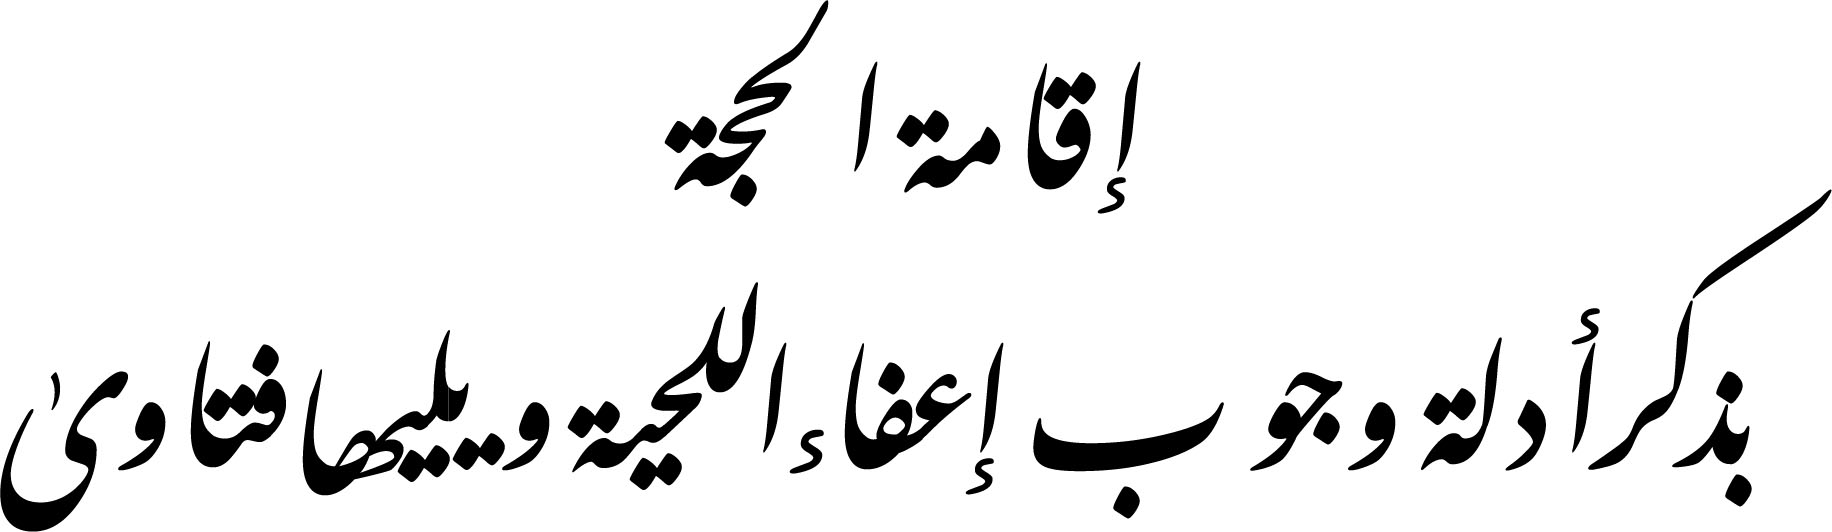 إقامة الحجة
بذكر أدلة وجوب إعفاء اللحية ويليها فتاوى